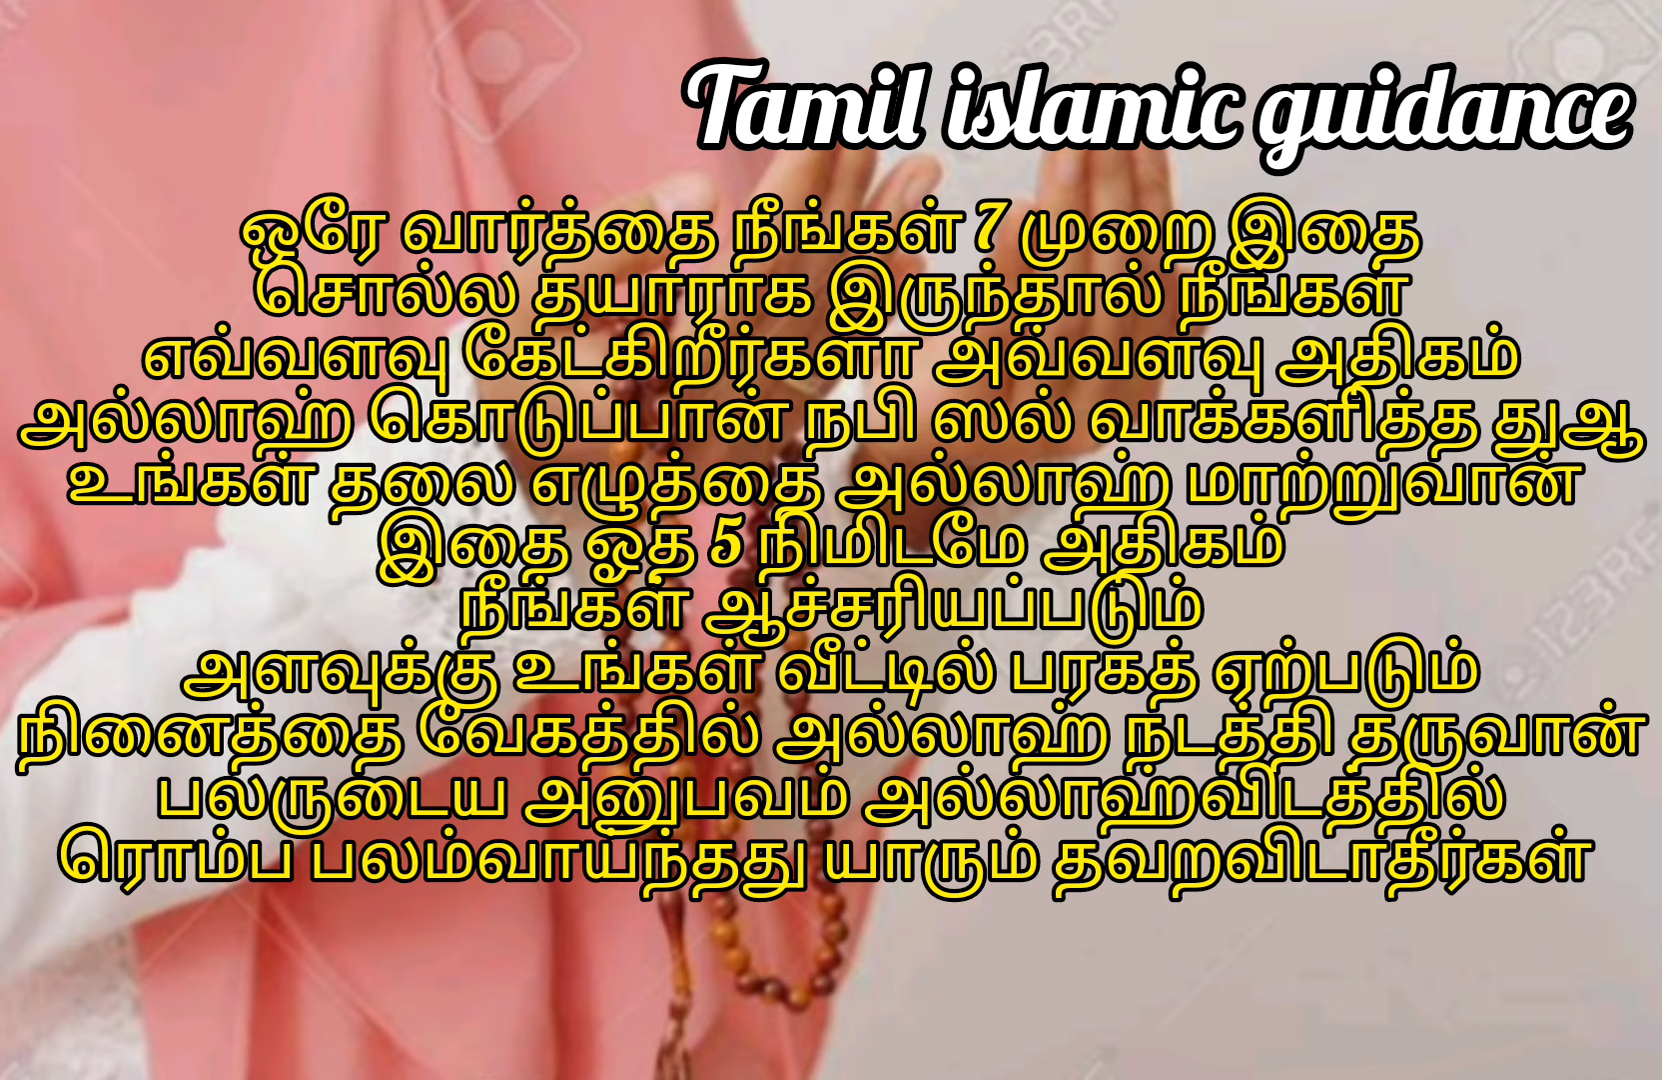 Tamil islamic guidance
ஒரே வார்த்தை நீங்கள் 7 முறை இதை
சொல்ல தயாராக இருந்தால் நீங்கள்
எவ்வளவு கேட்கிறீர்களா அவ்வளவு அதிகம்
அல்லாஹ் கொடுப்பான் நபி ஸல் வாக்களித்த துஆ
உங்கள் தலை எழுத்தை அல்லாஹ் மாற்றுவான்
இதை ஓத 5 நிமிடமே அதிகம்
நீங்கள் ஆச்சரியப்படும்
அளவுக்கு உங்கள் வீட்டில் பரகத் ஏற்படும்
நினைத்தை வேகத்தில் அல்லாஹ் நடத்தி தருவான்
பலருடைய அனுபவம் அல்லாஹ்விடத்தில்
ரொம்ப பலம்வாய்ந்தது யாரும் தவறவிடாதீர்கள்
123RF
123RF